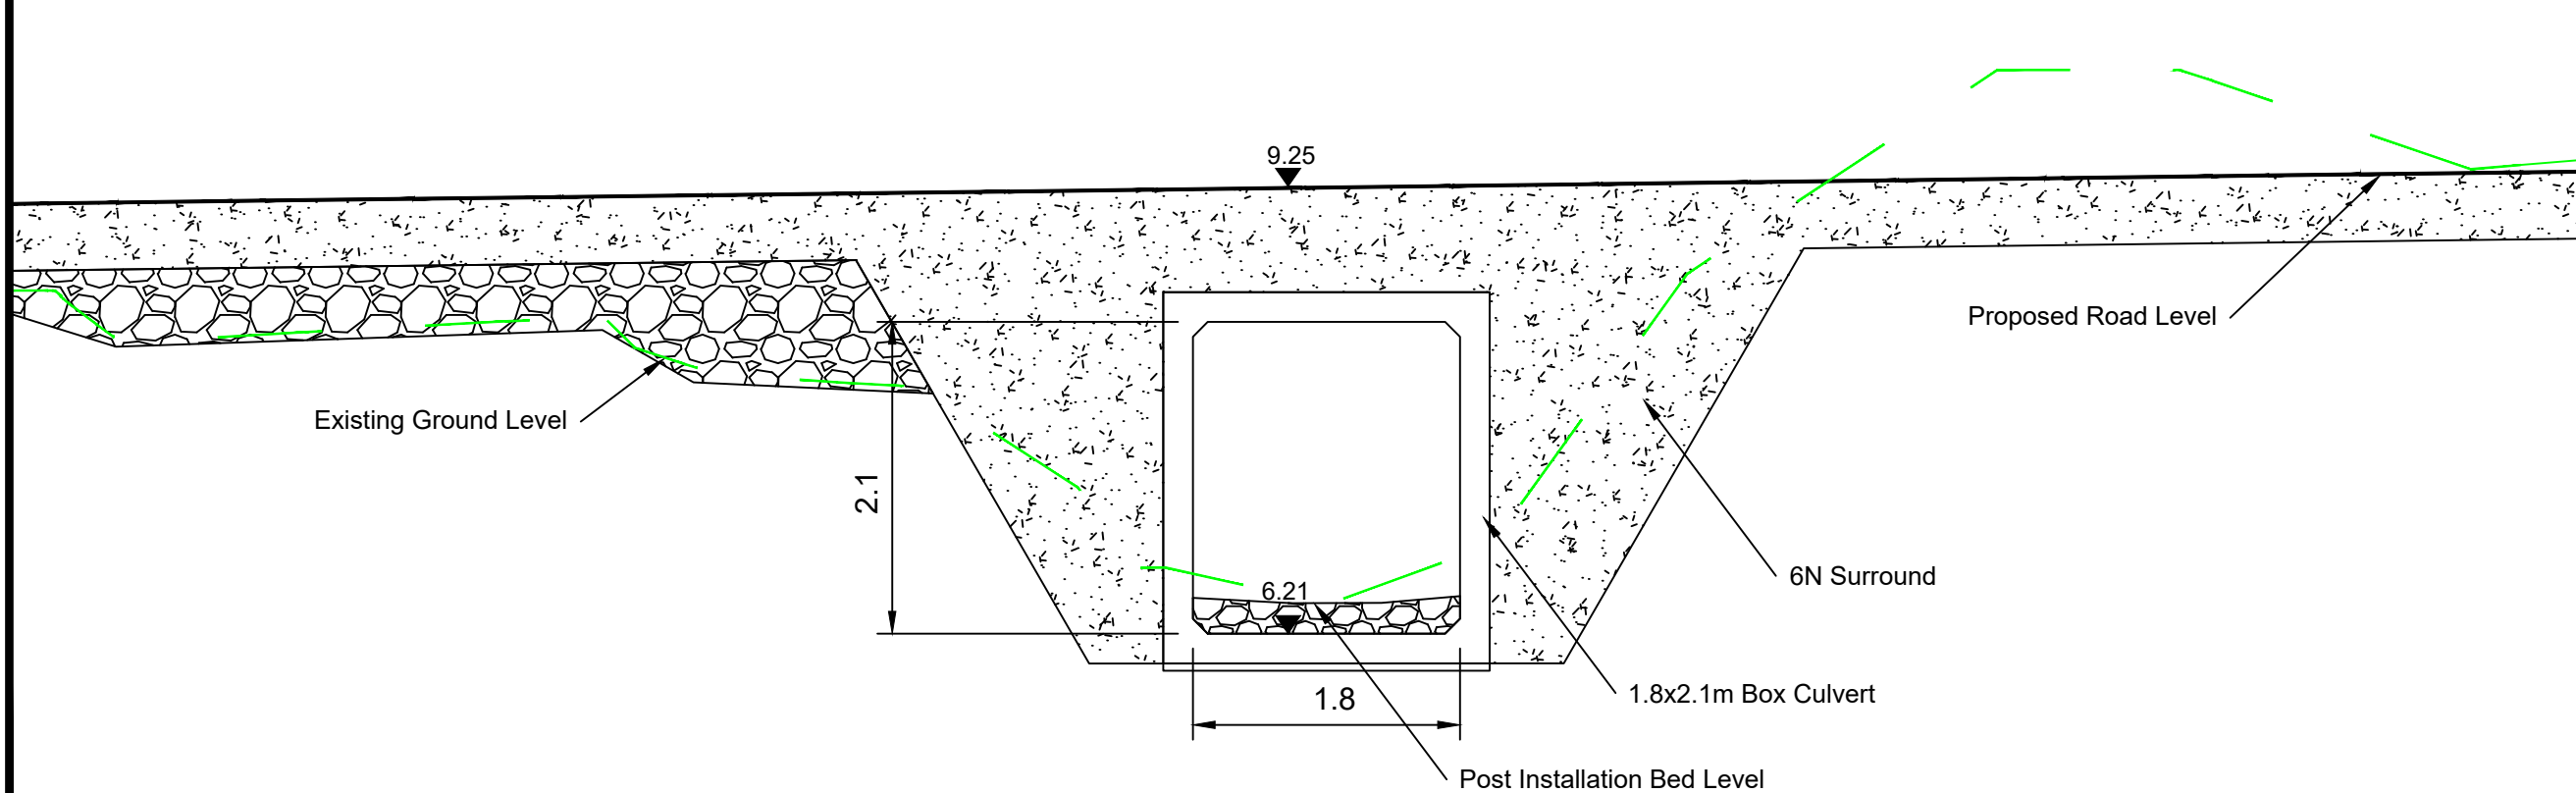 9.25
Proposed Road Level
Existing Ground Level
2.1
6.21
6N Surround
1.8x2.1m Box Culvert
1.8
Post Installation Bed Level